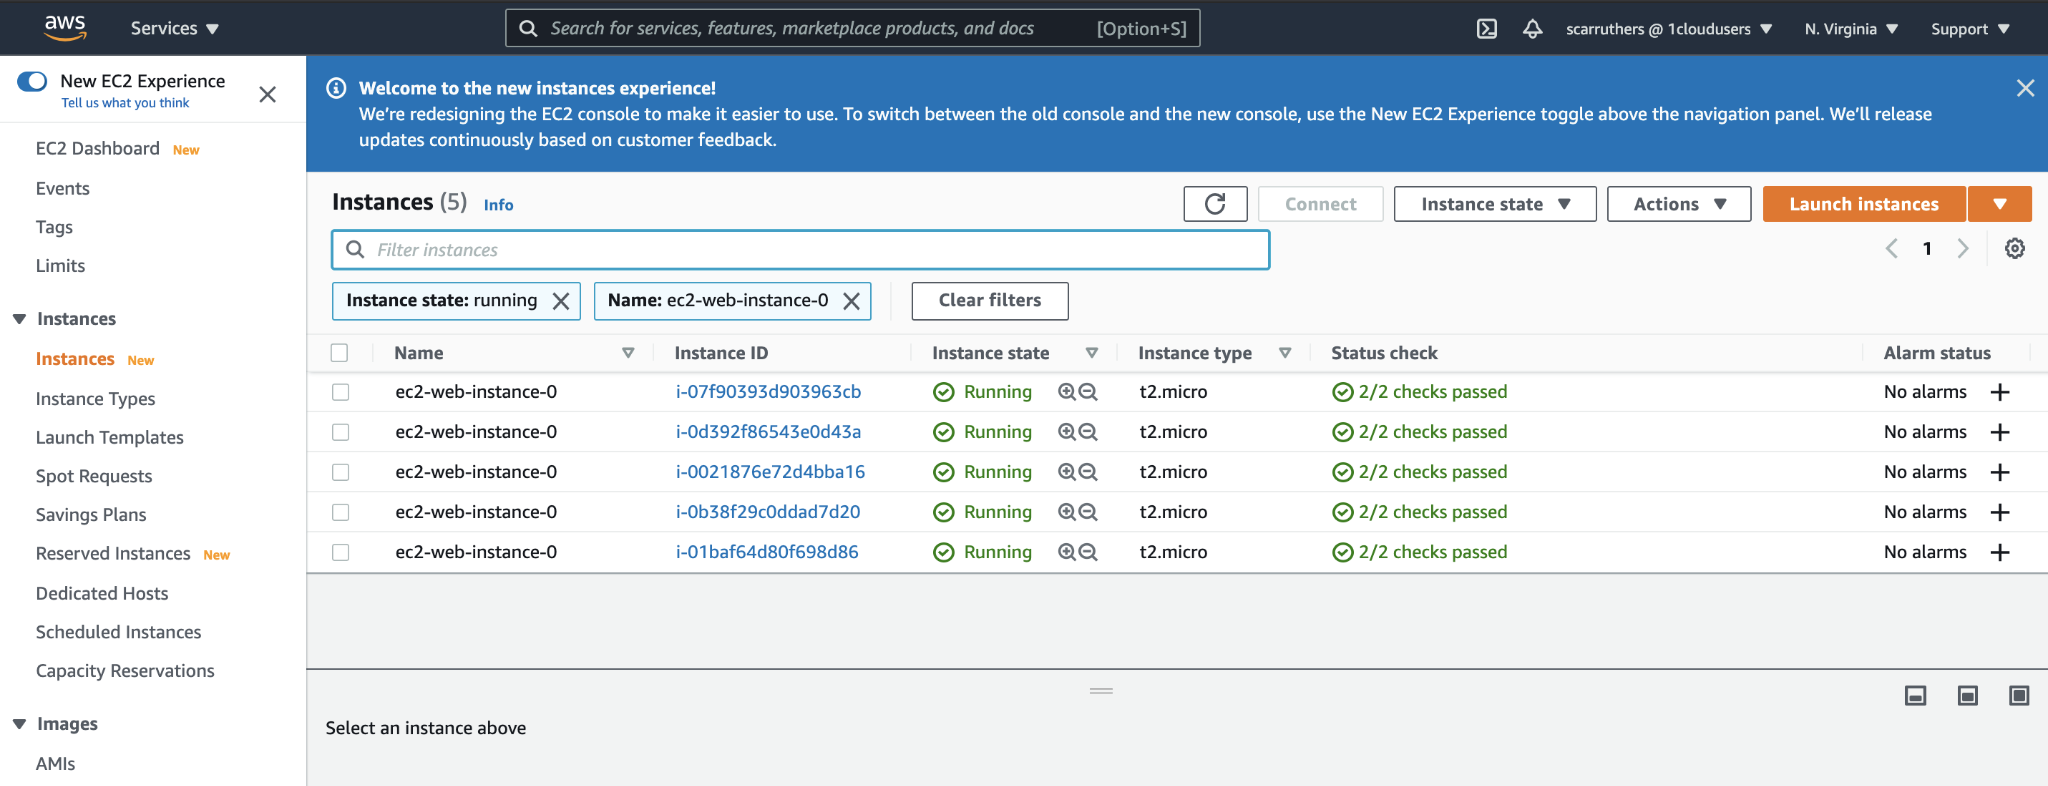 aws Services Search for services, features, marketplace products, and docs [Option+S] scarruthers @ 1cloudusers N. Virginia Support
New EC2 Experience
Tell us what you think
EC2 Dashboard New
Events
Tags
Limits
Instances
Instances New
Instance Types
Launch Templates
Spot Requests
Savings Plans
Reserved Instances New
Dedicated Hosts
Scheduled Instances
Capacity Reservations
Images
AMIs
Welcome to the new instances experience!
We're redesigning the EC2 console to make it easier to use. To switch between the old console and the new console, use the New EC2 Experience toggle above the navigation panel. We'll release
updates continuously based on customer feedback.
Instances (5) Info Connect Instance state Actions Launch instances
Filter instances 1
Instance state: running Name: ec2-web-instance-0 Clear filters
Name Instance ID Instance state Instance type Status check Alarm status
ec2-web-instance-0 i-07f90393d903963cb Running t2.micro 2/2 checks passed No alarms
ec2-web-instance-0 i-0d392f86543e0d43a Running t2.micro 2/2 checks passed No alarms
ec2-web-instance-0 i-0021876e72d4bba16 Running t2.micro 2/2 checks passed No alarms
ec2-web-instance-0 i-0b38f29c0ddad7d20 Running t2.micro 2/2 checks passed No alarms
ec2-web-instance-0 i-01baf64d80f698d86 Running t2.micro 2/2 checks passed No alarms
Select an instance above